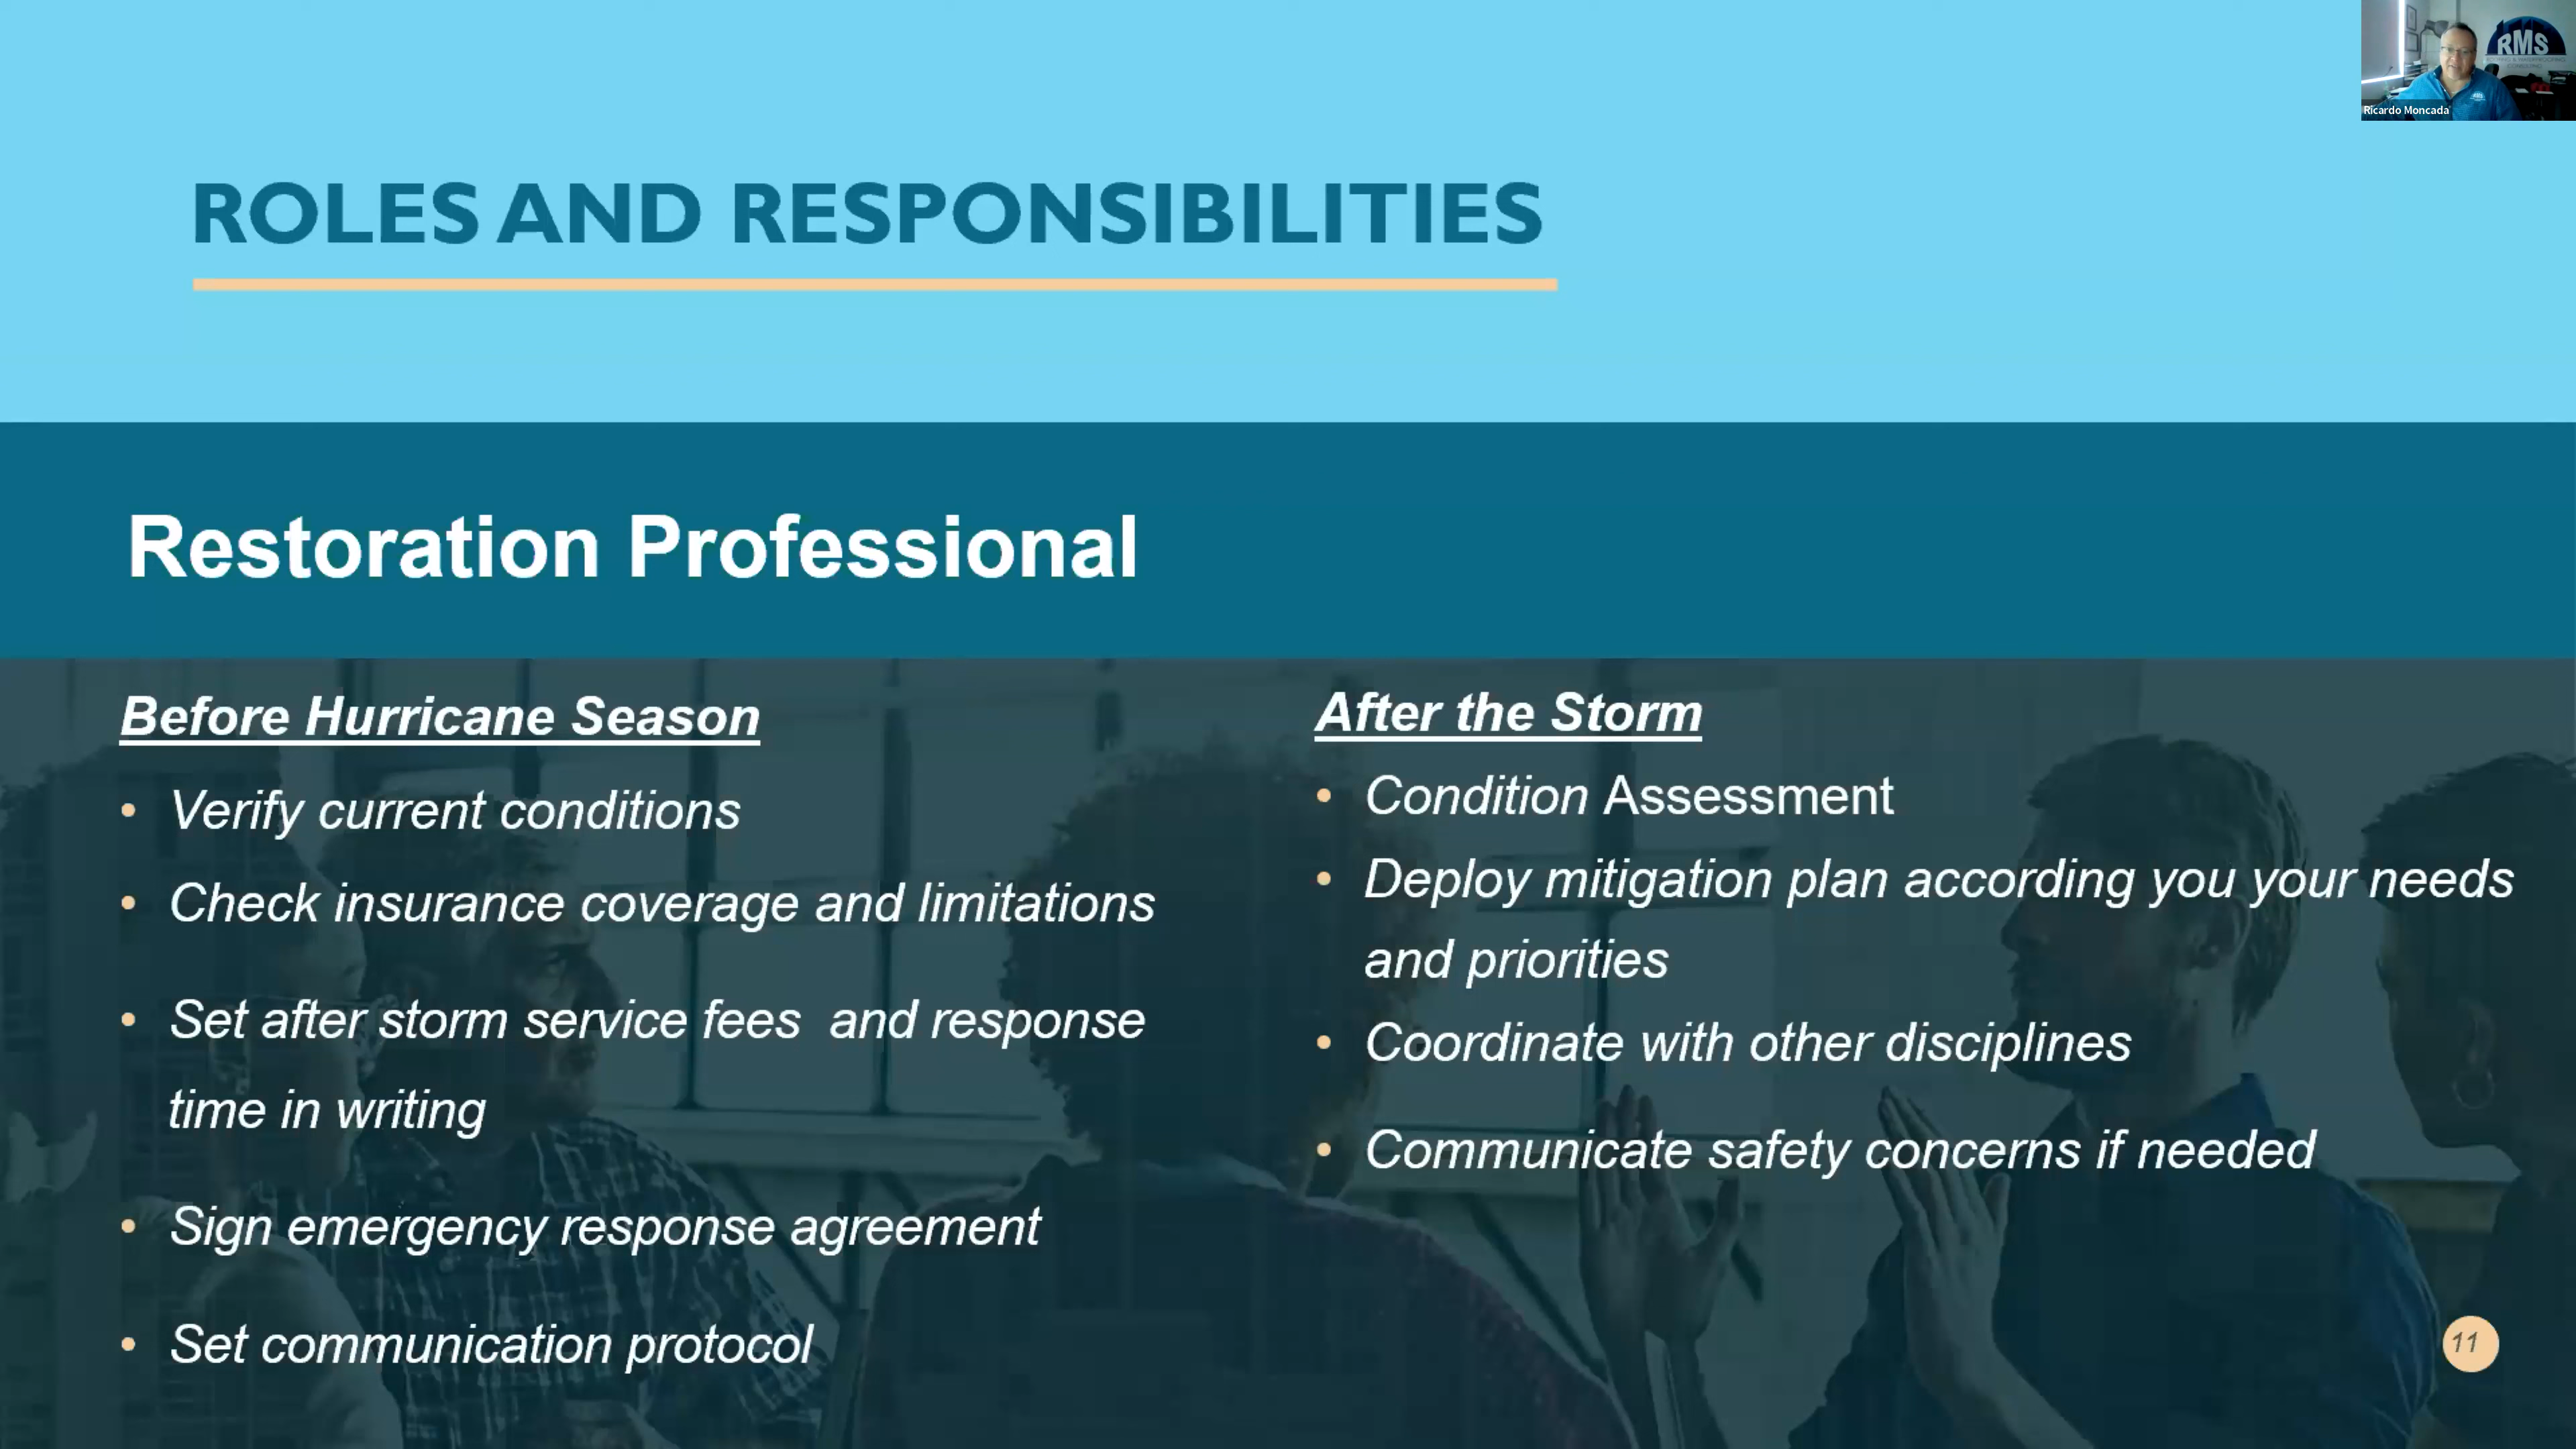 RMS
Ricardo Moncada
ROLES AND RESPONSIBILITIES
Restoration Professional
Before Hurricane Season
• Verify current conditions
• Check insurance coverage and limitations
• Set after storm service fees  and response
time in writing
• Sign emergency response agreement
• Set communication protocol
After the Storm
• Condition Assessment
• Deploy mitigation plan according you your needs
and priorities
• Coordinate with other disciplines
• Communicate safety concerns if needed
11